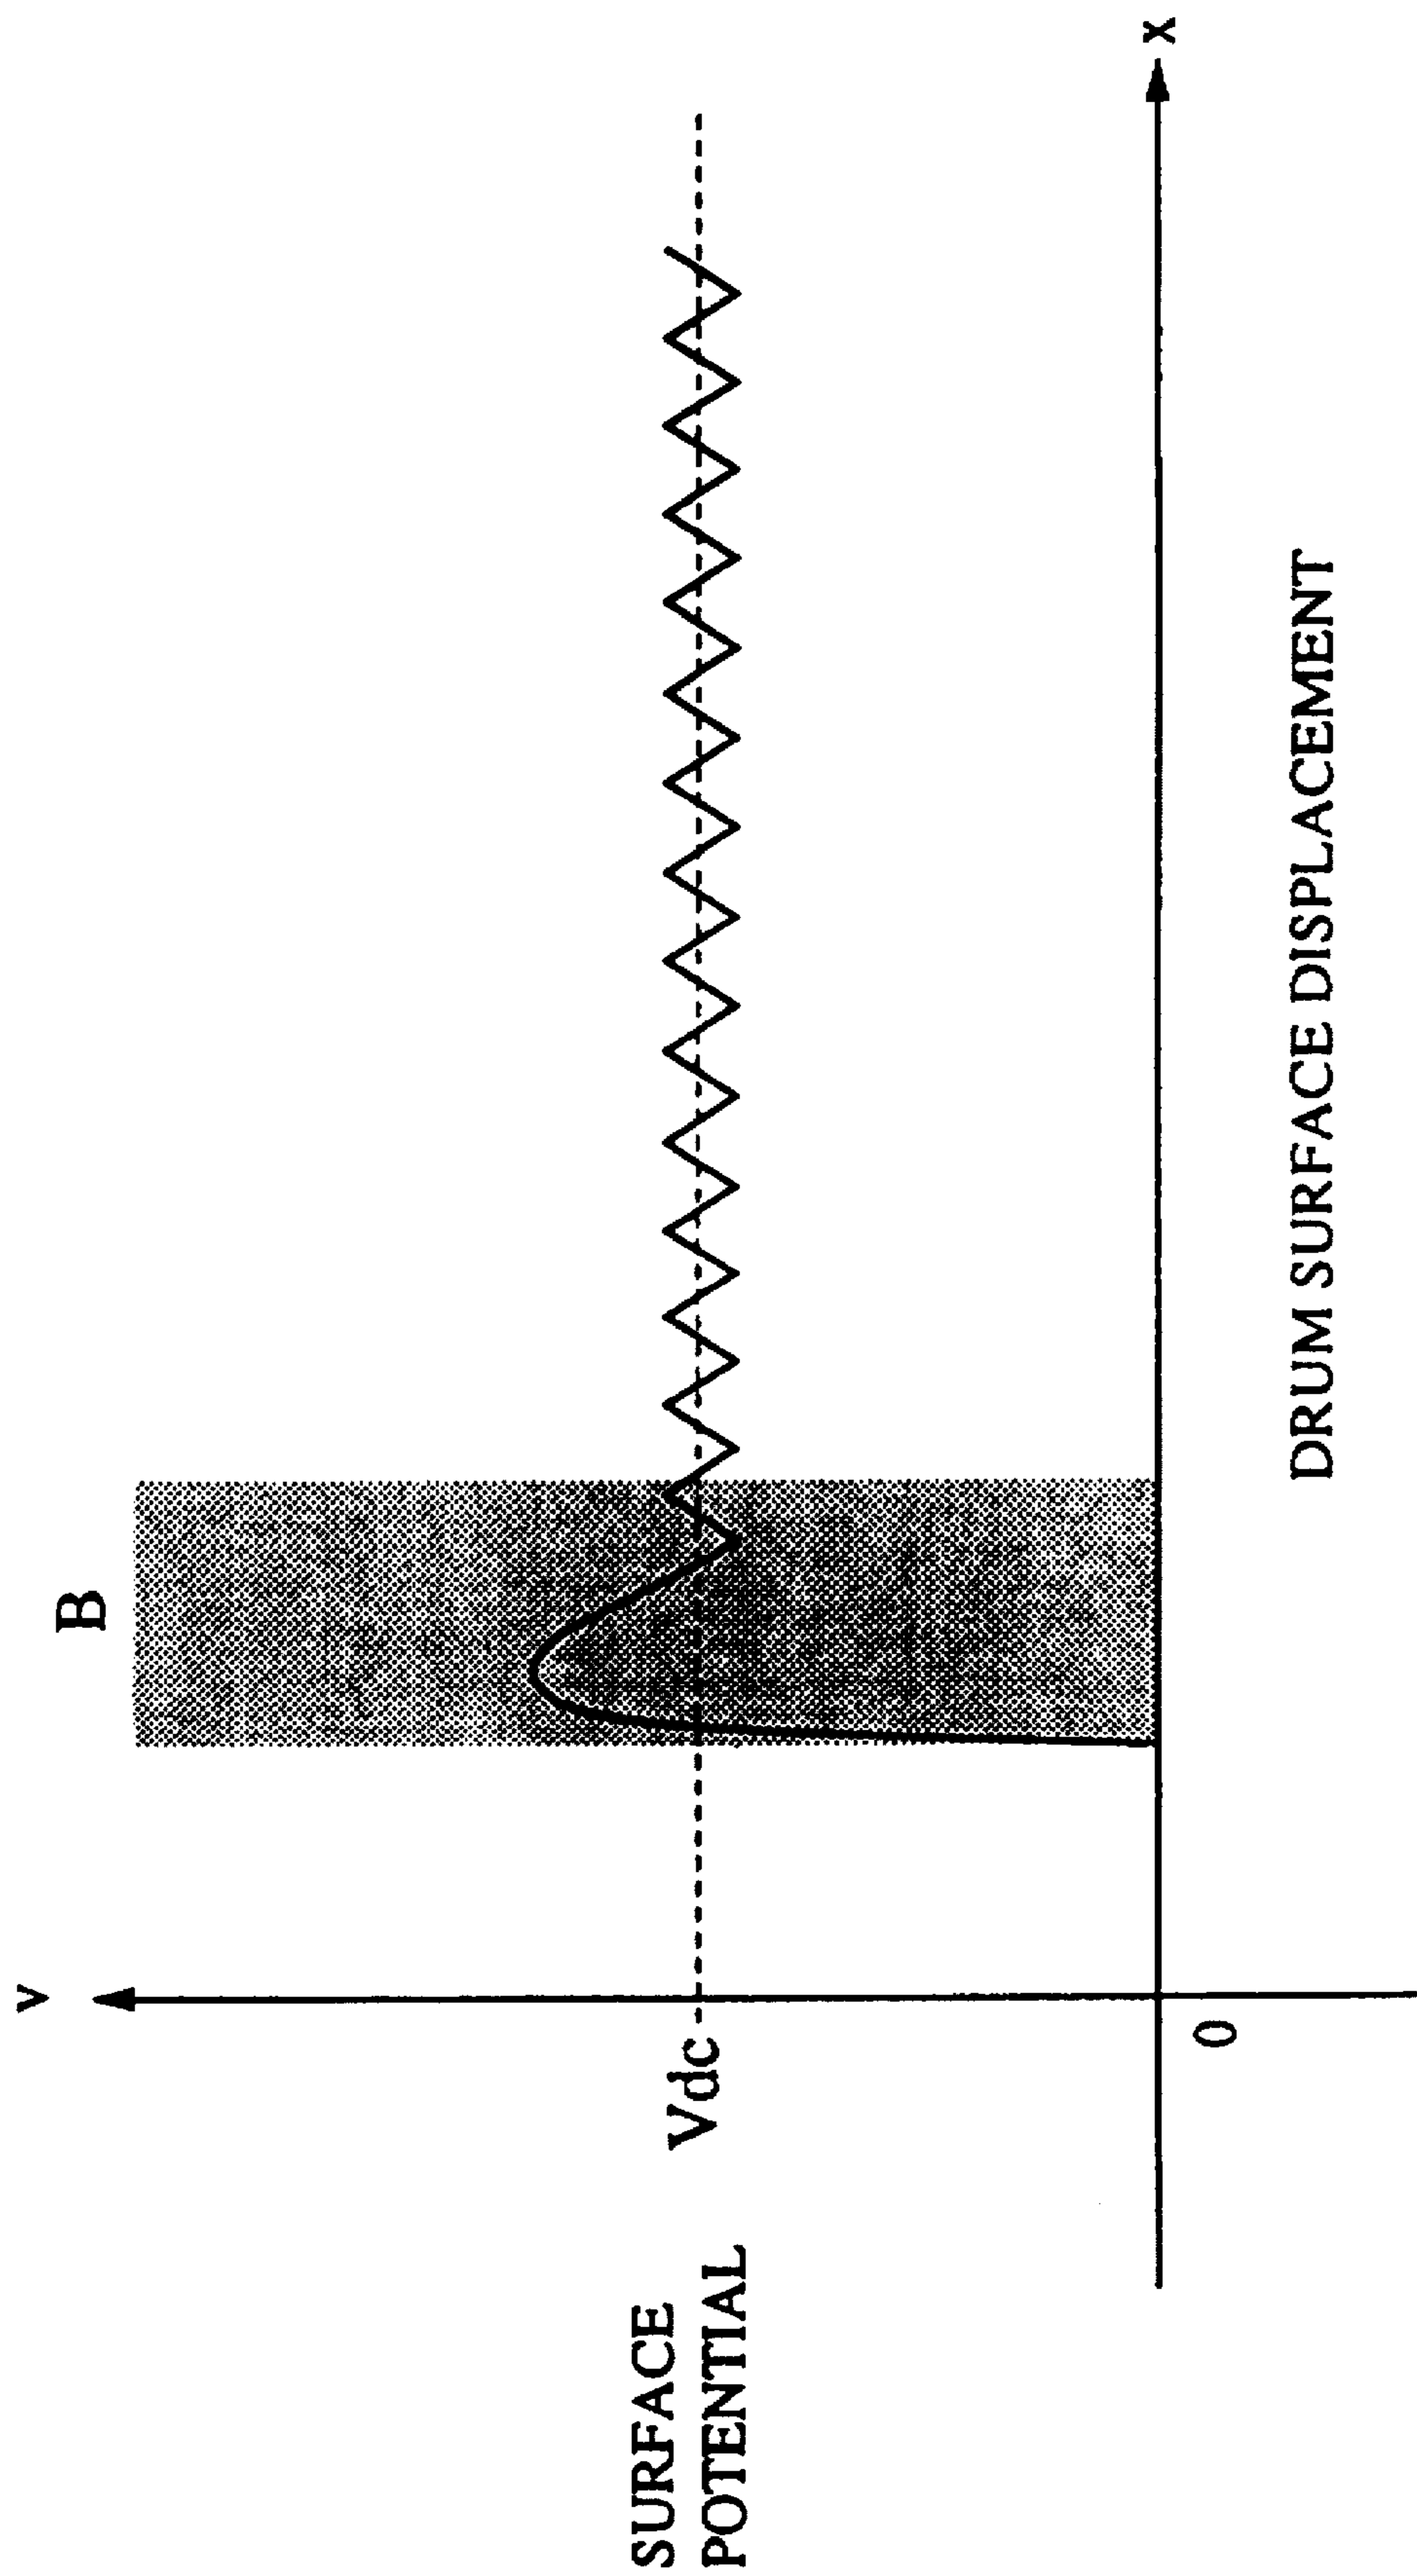 B
V
SURFACE
POTENTIAL
Vdc
0
X
DRUM SURFACE DISPLACEMENT